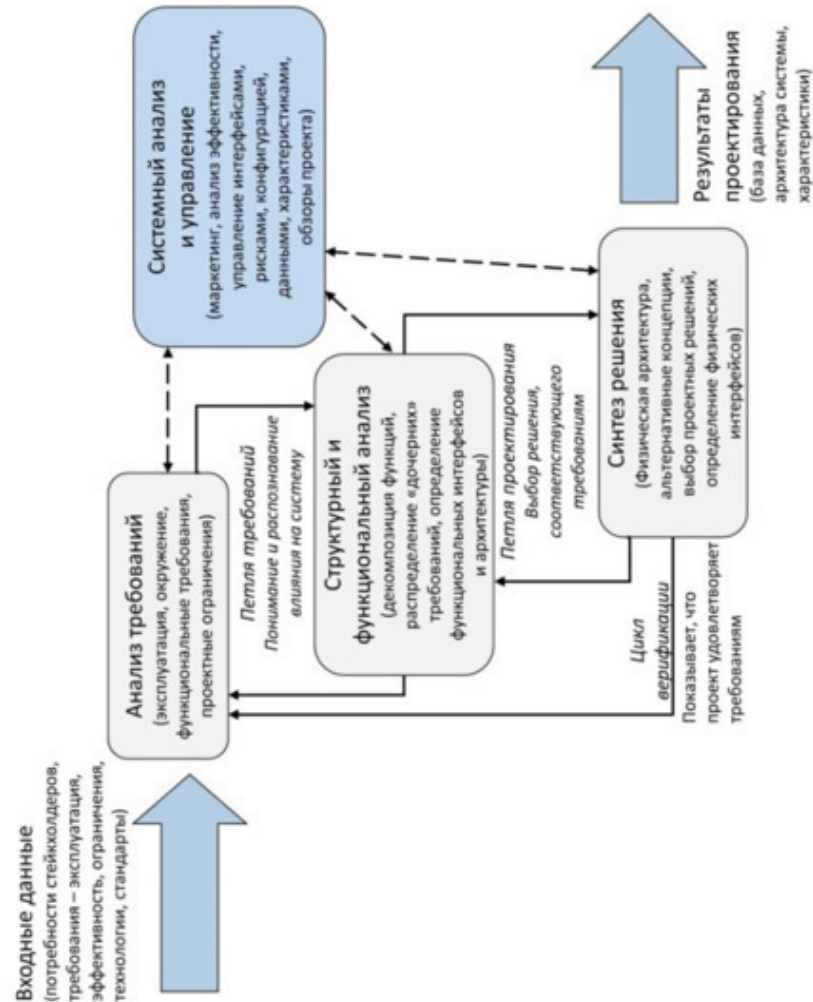 Входные данные
(потребности стейкхолдеров,
требования – эксплуатация,
эффективность, ограничения,
технологии, стандарты)
Анализ требований
(эксплуатация, окружение,
функциональные требования,
проектные ограничения)
Системный анализ
и управление
(маркетинг, анализ эффективности,
управление интерфейсами,
рисками, конфигурацией,
данными, характеристиками,
обзоры проекта)
Петля требований
Понимание и распознавание
влияния на систему
Структурный и
функциональный анализ
(декомпозиция функций,
распределение «дочерних»
требований, определение
функциональных интерфейсов
и архитектуры)
Петля проектирования
Выбор решения,
соответствующего
требованиям
Цикл
верификации
Показывает, что
проект удовлетворяет
требованиям
Синтез решения
(Физическая архитектура,
альтернативные концепции,
выбор проектных решений,
определение физических
интерфейсов)
Результаты
проектирования
(база данных,
архитектура системы,
характеристики)